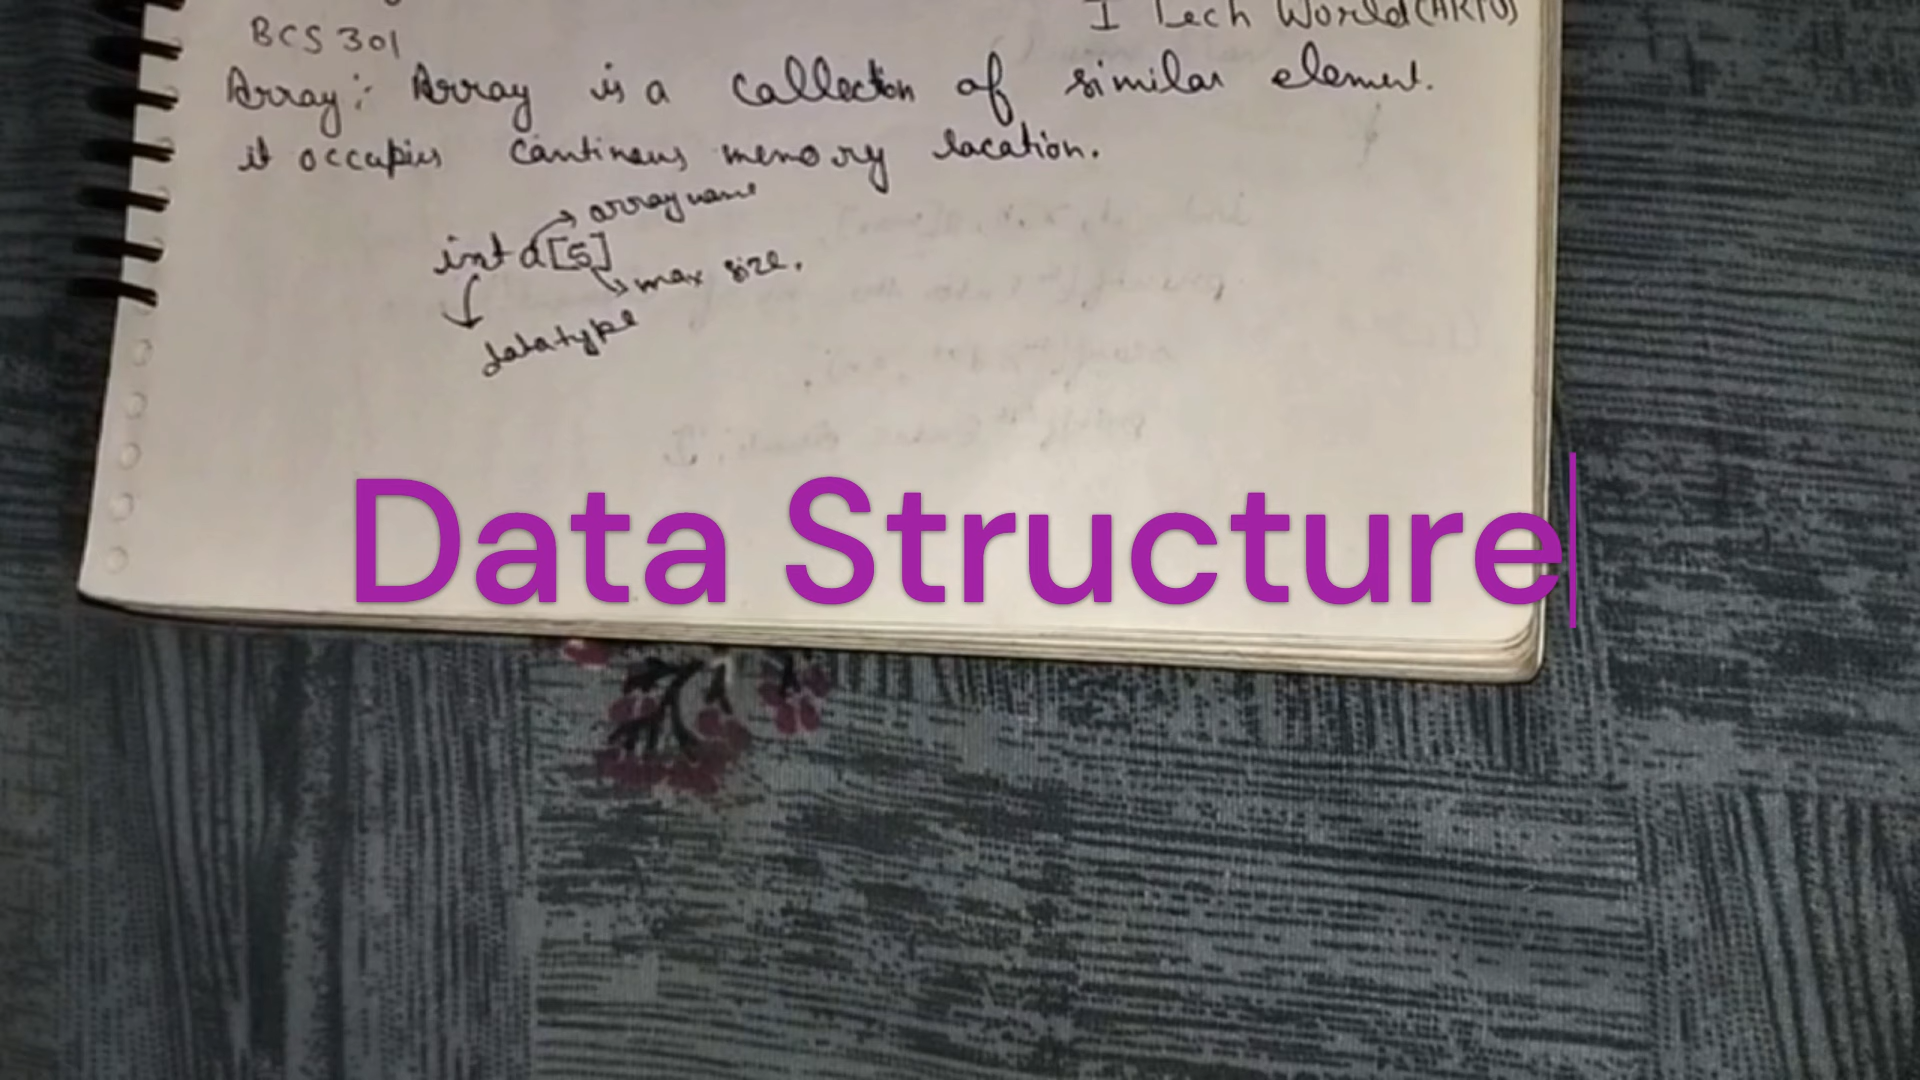 I Tech World (AKTU)
BCS 301
Array: Array is a collection of similar element.
it occupies continous memory location.
array name
int a[5]
max size.
datatype
Data Structure